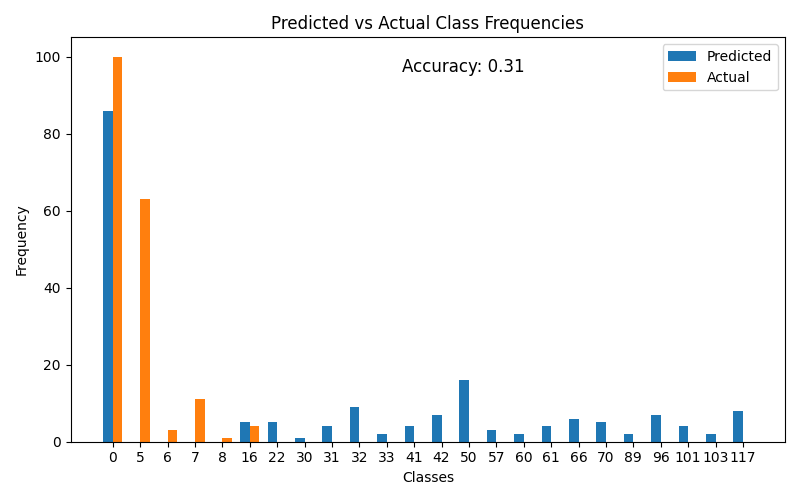 Predicted vs Actual Class Frequencies
Accuracy: 0.31
Predicted
Actual
Frequency
100
80
60
40
20
0
0 5 6 7 8 16 22 30 31 32 33 41 42 50 57 60 61 66 70 89 96 101 103 117
Classes